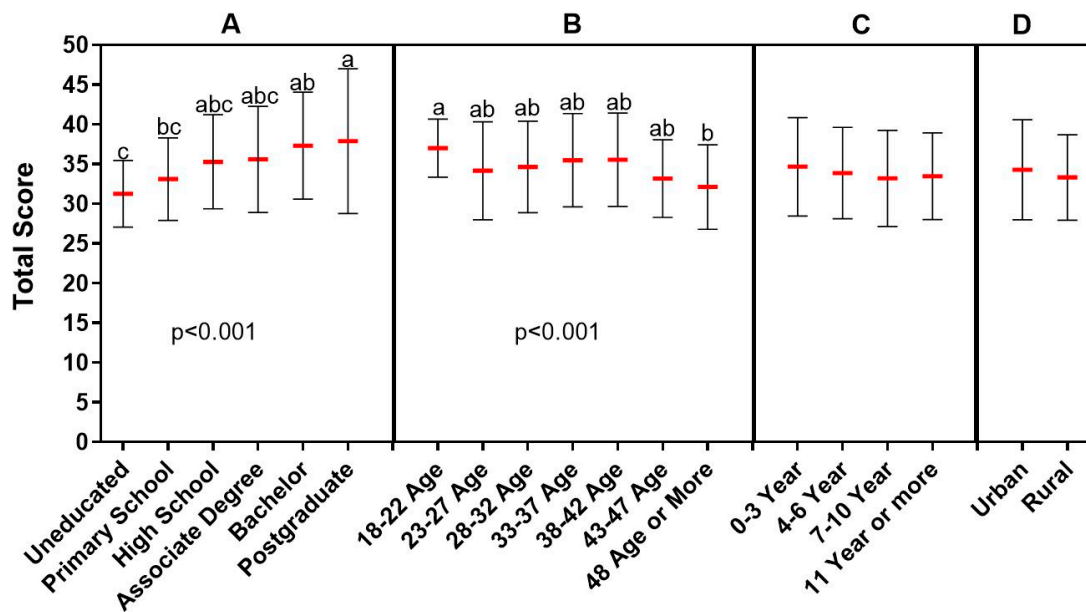 A B C D
Total Score
50
45
40
35
30
25
20
15
10
5
0
c bc abc abc ab a
a ab ab ab ab ab b
p<0.001 p<0.001
Uneducated
Primary School
High School
Associate Degree
Bachelor
Postgraduate
18-22 Age
23-27 Age
28-32 Age
33-37 Age
38-42 Age
43-47 Age
48 Age or More
0-3 Year
4-6 Year
7-10 Year
11 Year or more
Urban
Rural